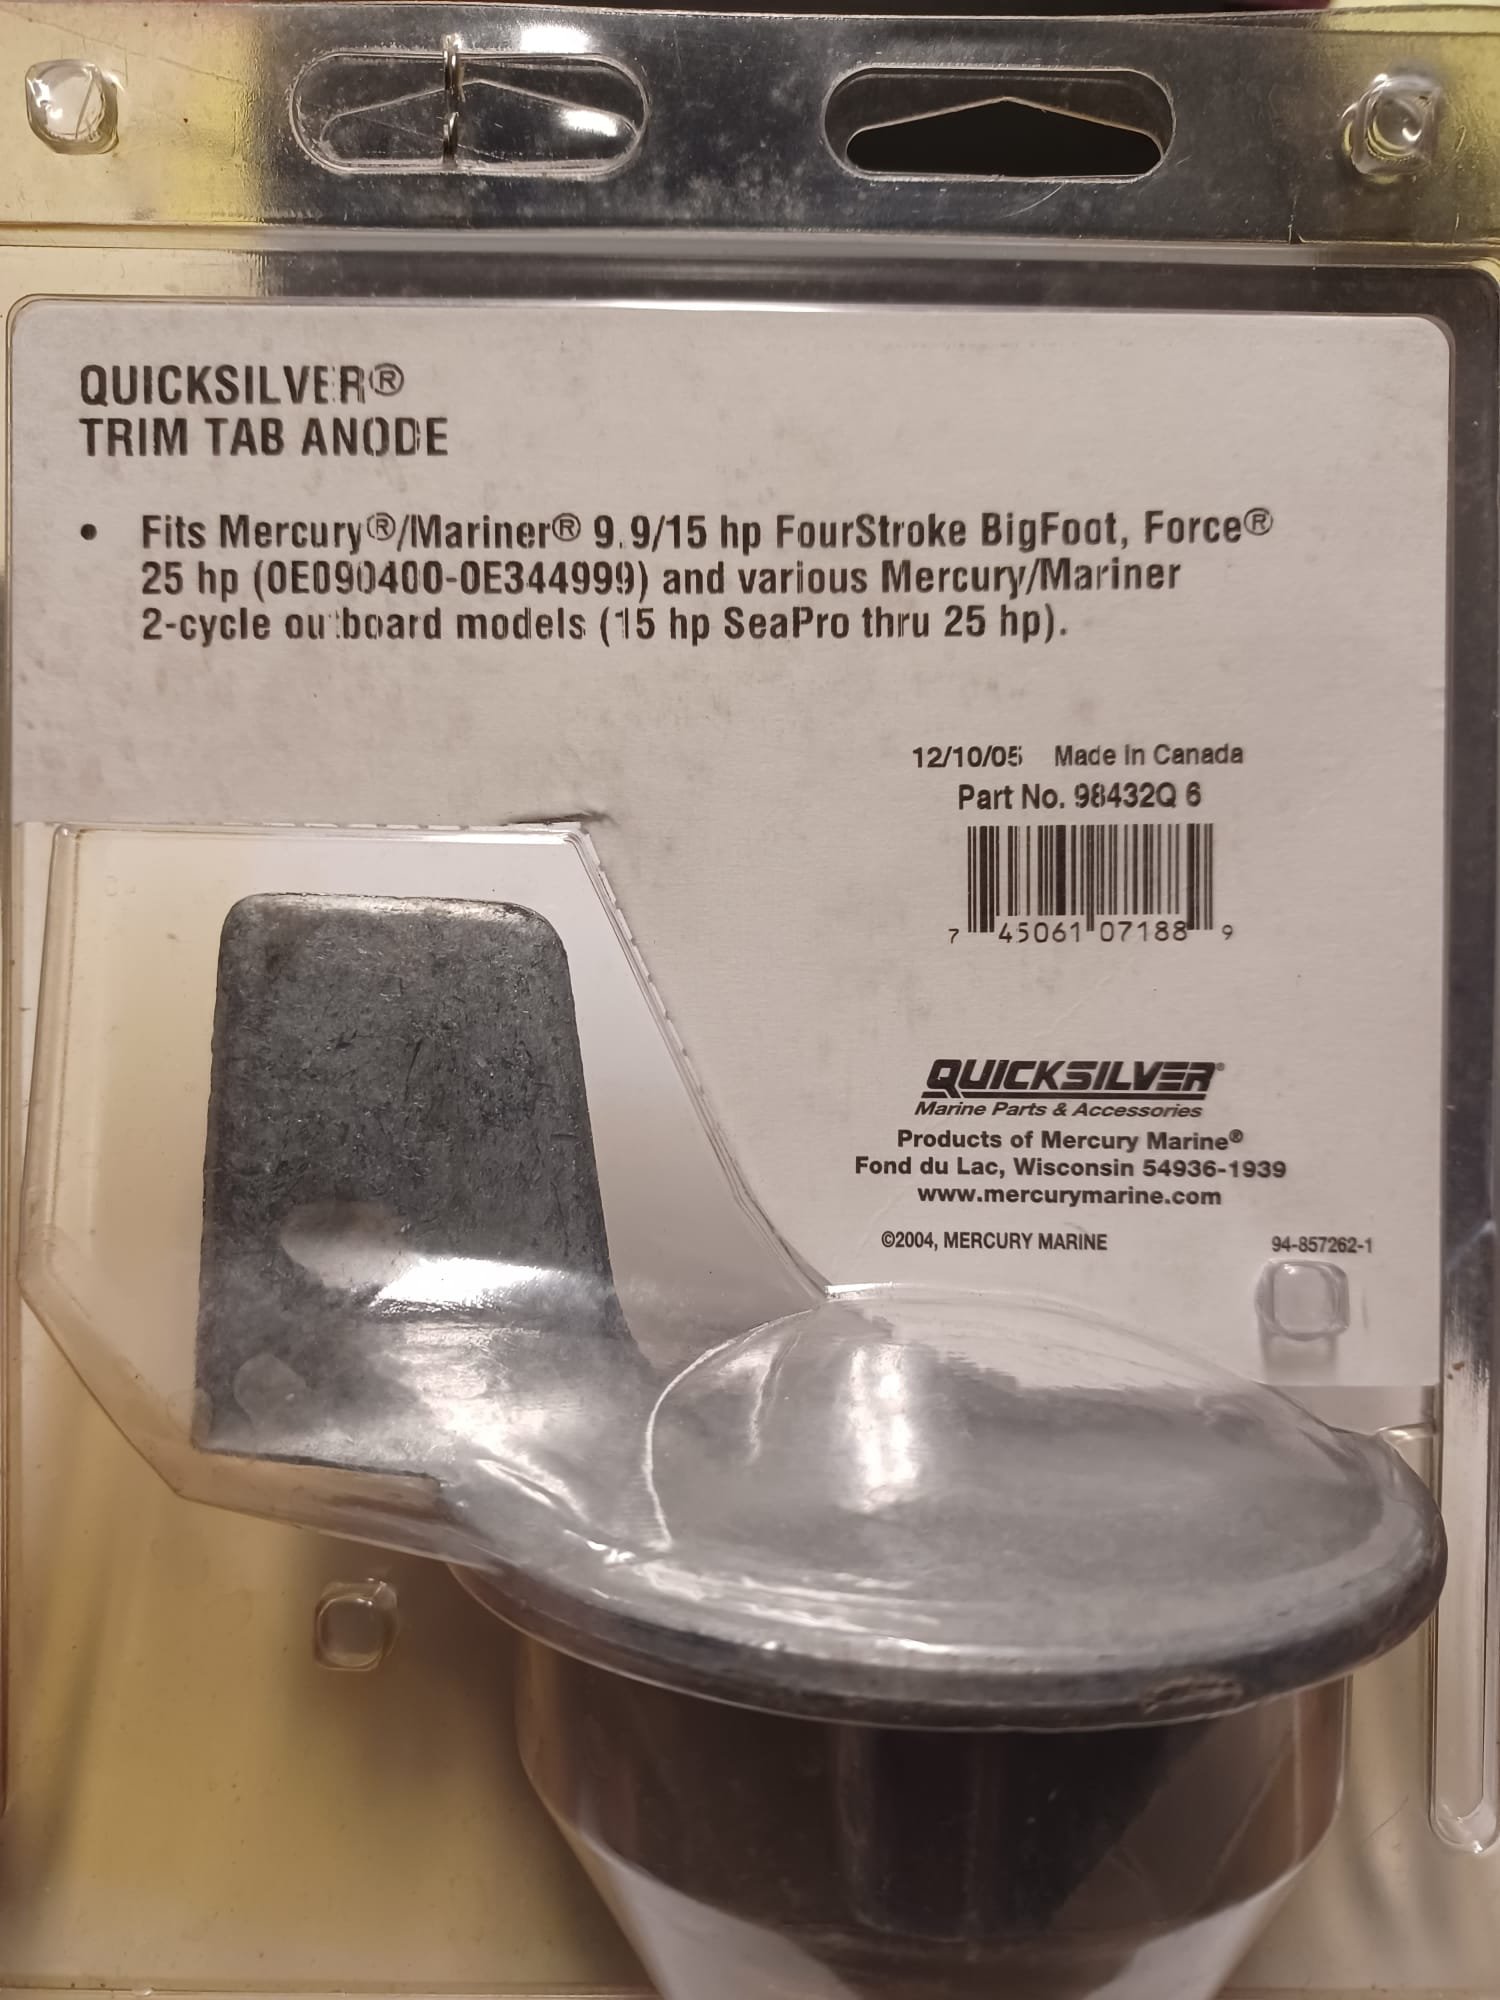 QUICKSILVER®
TRIM TAB ANODE
• Fits Mercury®/Mariner® 9.9/15 hp FourStroke BigFoot, Force®
25 hp (0E090400-0E344999) and various Mercury/Mariner
2-cycle outboard models (15 hp SeaPro thru 25 hp).
12/10/05 Made In Canada
Part No. 98432Q 6
7 45061 07188 9
QUICKSILVER®
Marine Parts & Accessories
Products of Mercury Marine®
Fond du Lac, Wisconsin 54936-1939
www.mercurymarine.com
©2004, MERCURY MARINE 94-857262-1